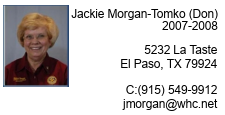 Jackie Morgan-Tomko (Don)
2007-2008
5232 La Taste
El Paso, TX 79924
C:(915) 549-9912
jmorgan@whc.net